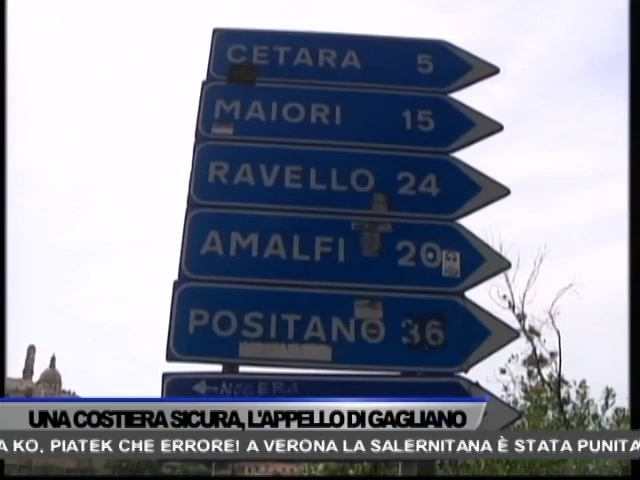 CETARA 5
MAIORI 15
RAVELLO 24
AMALFI 20
POSITANO 36
NOCERA
UNA COSTIERA SICURA, L'APPELLO DI GAGLIANO
A KO, PIATEK CHE ERRORE! A VERONA LA SALERNITANA È STATA PUNITA